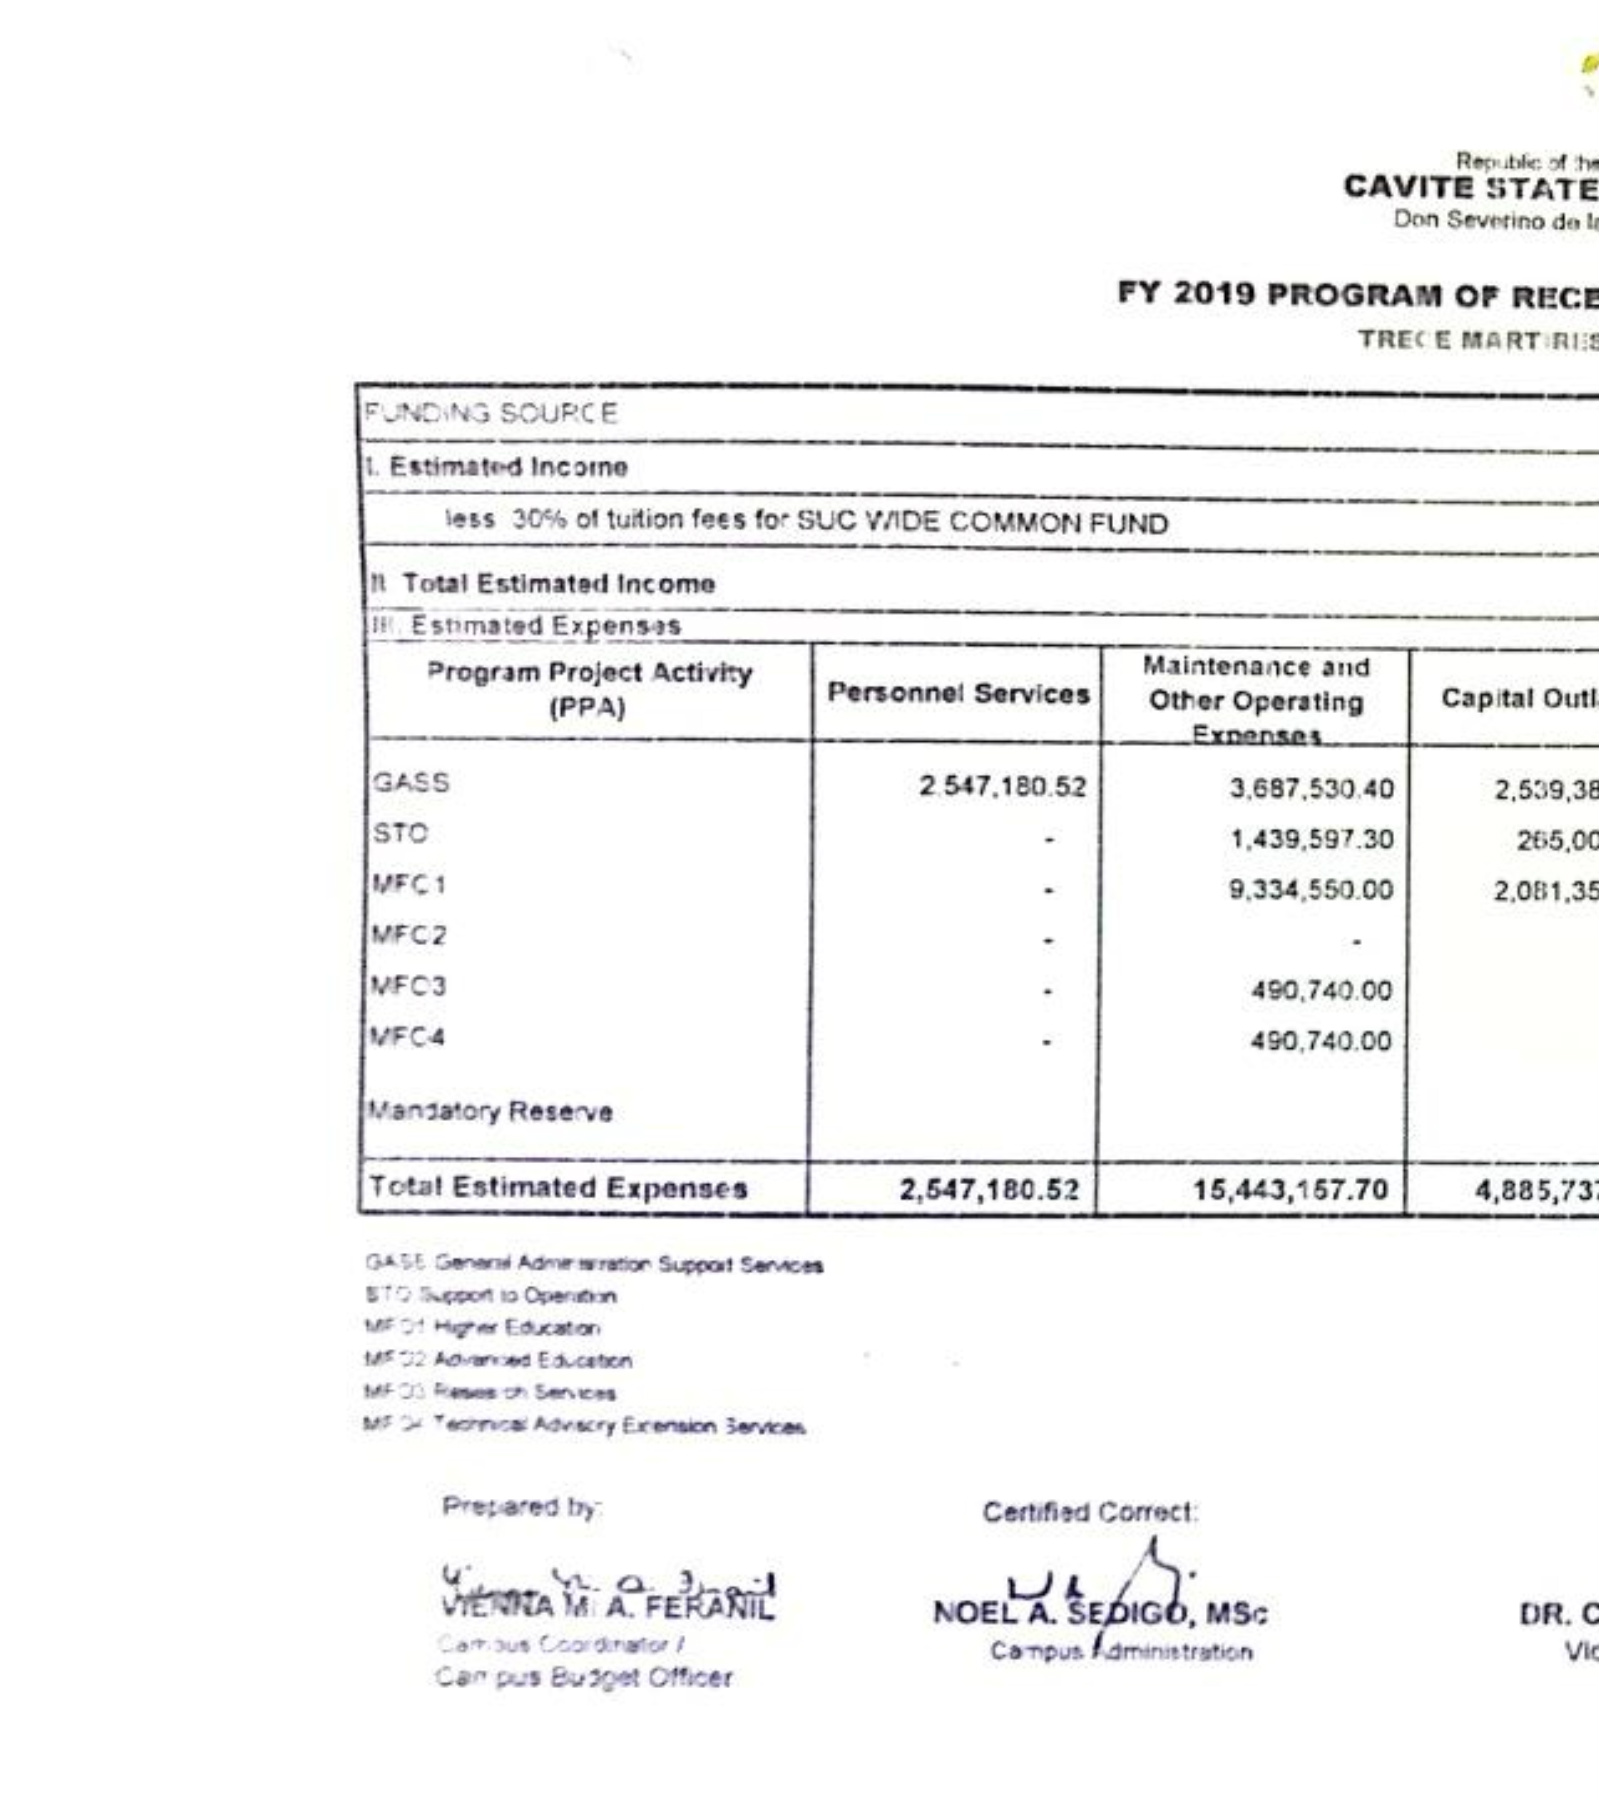 Republic of the
CAVITE STATE
Don Severino de la
FY 2019 PROGRAM OF RECE
TRECE MARTIRES
FUNDING SOURCE
I. Estimated Income
less 30% of tuition fees for SUC WIDE COMMON FUND
II. Total Estimated Income
III. Estimated Expenses
Program Project Activity (PPA) Personnel Services Maintenance and Other Operating Expenses Capital Outl
GASS 2,547,180.52 3,687,530.40 2,539,38
STO - 1,439,597.30 265,00
MFO1 - 9,334,550.00 2,081,35
MFO2 - -
MFO3 - 490,740.00
MFO4 - 490,740.00
Mandatory Reserve
Total Estimated Expenses 2,547,180.52 15,443,157.70 4,885,737
GASS General Administration Support Services
STO Support to Operation
MFO1 Higher Education
MFO2 Advanced Education
MFO3 Research Services
MFO4 Technical Advisory Extension Services
Prepared by: Certified Correct:
VIENNA M. A. FERANIL NOEL A. SEDIGO, MSc DR. C
Campus Coordinator / Campus Administration Vic
Campus Budget Officer